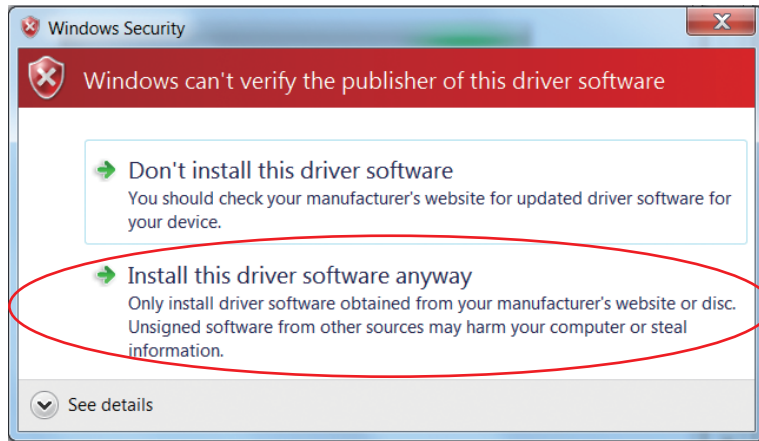 Windows Security
Windows can't verify the publisher of this driver software
Don't install this driver software
You should check your manufacturer's website for updated driver software for
your device.
Install this driver software anyway
Only install driver software obtained from your manufacturer's website or disc.
Unsigned software from other sources may harm your computer or steal
information.
See details